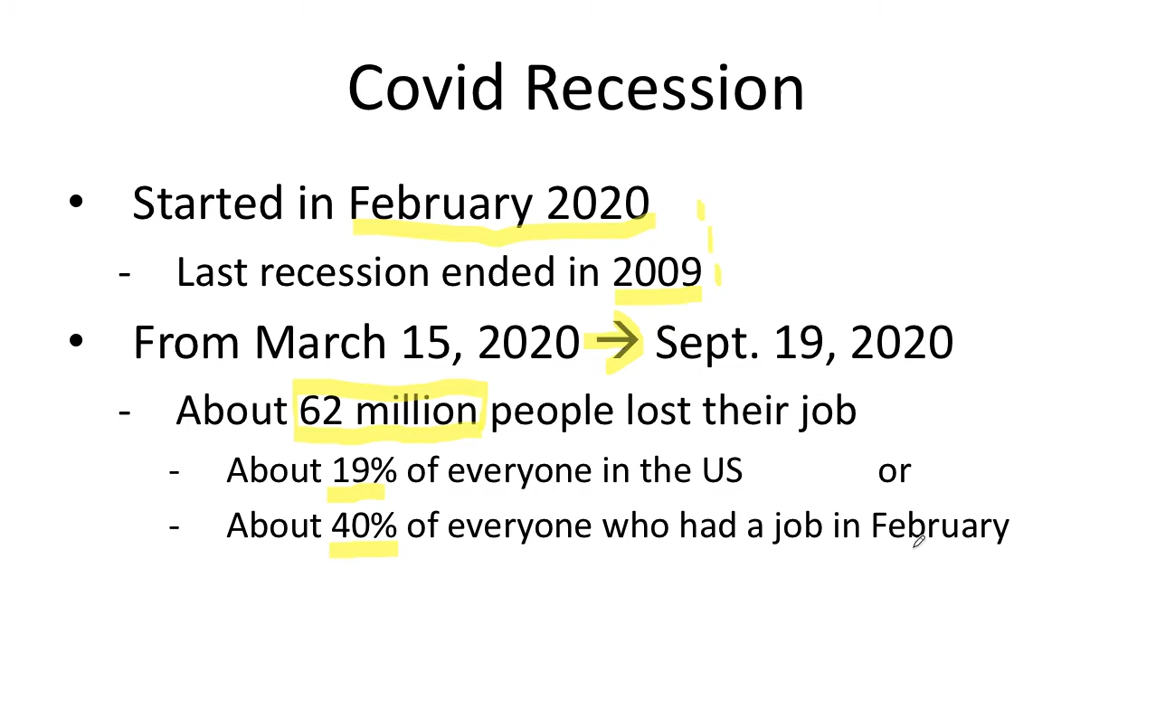 Covid Recession
• Started in February 2020
- Last recession ended in 2009
• From March 15, 2020 → Sept. 19, 2020
- About 62 million people lost their job
- About 19% of everyone in the US or
- About 40% of everyone who had a job in February